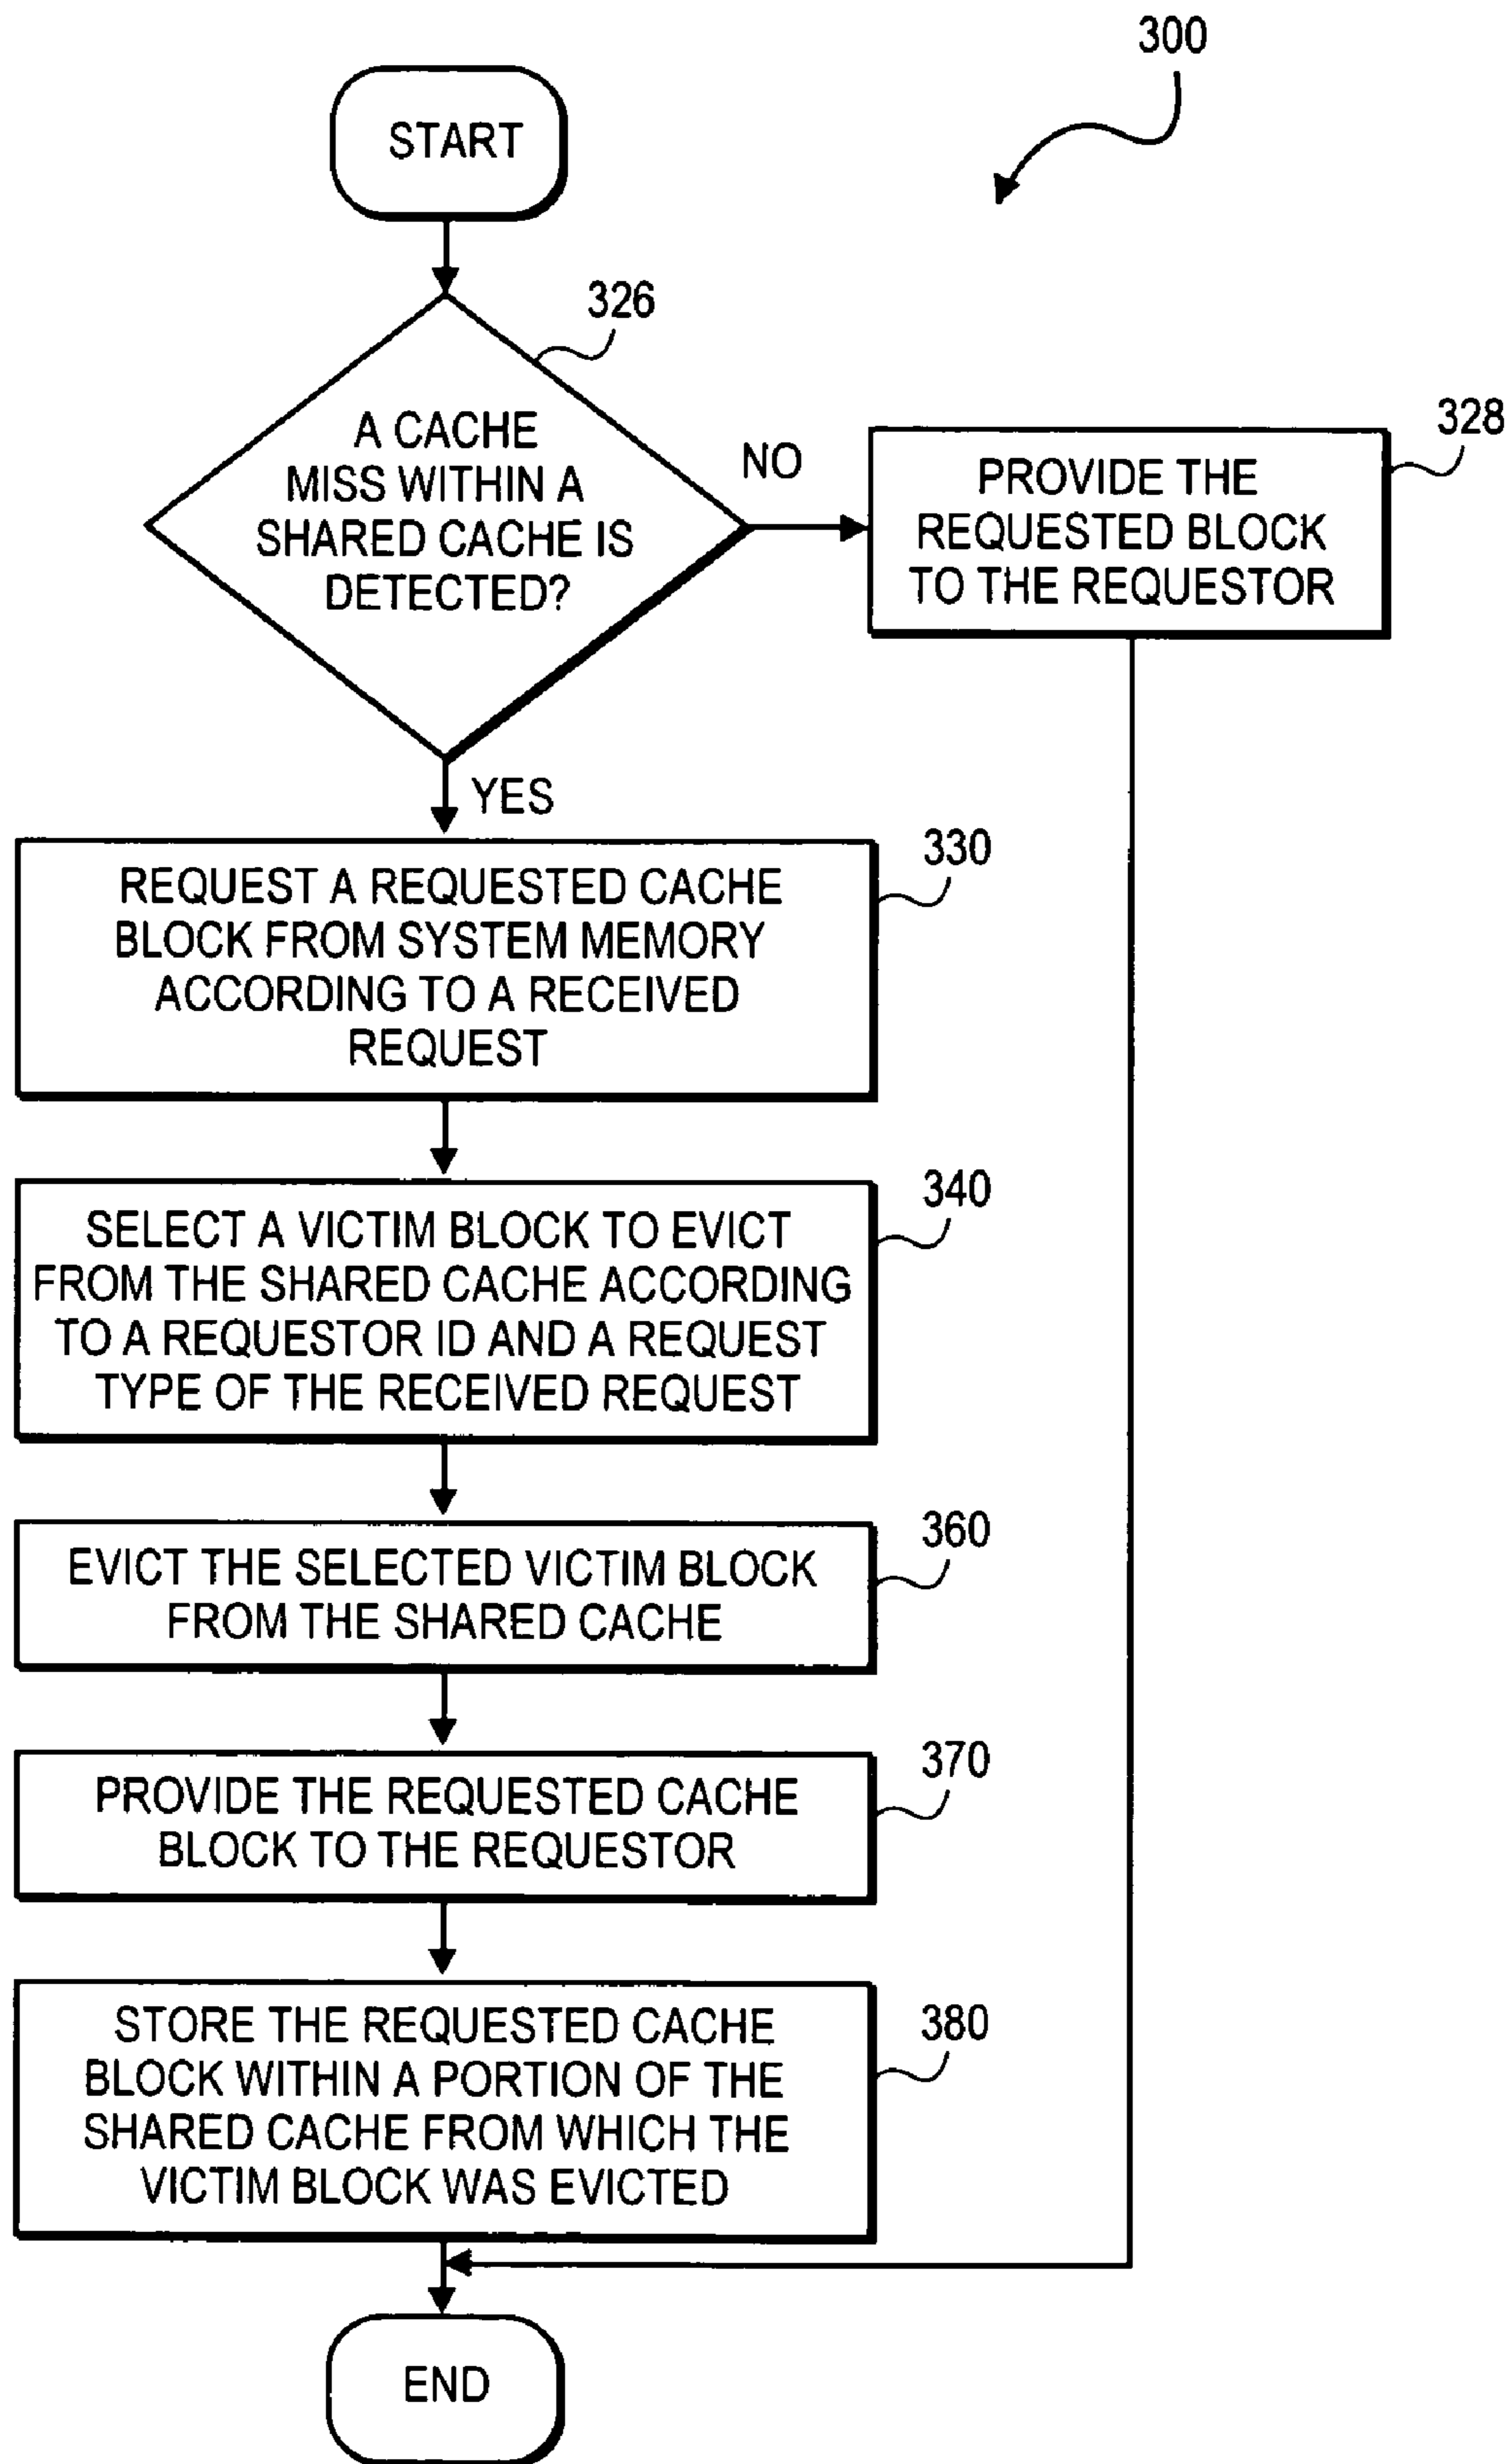 300
START
326
A CACHE
MISS WITHIN A
SHARED CACHE IS
DETECTED?
NO
328
PROVIDE THE
REQUESTED BLOCK
TO THE REQUESTOR
YES
330
REQUEST A REQUESTED CACHE
BLOCK FROM SYSTEM MEMORY
ACCORDING TO A RECEIVED
REQUEST
340
SELECT A VICTIM BLOCK TO EVICT
FROM THE SHARED CACHE ACCORDING
TO A REQUESTOR ID AND A REQUEST
TYPE OF THE RECEIVED REQUEST
360
EVICT THE SELECTED VICTIM BLOCK
FROM THE SHARED CACHE
370
PROVIDE THE REQUESTED CACHE
BLOCK TO THE REQUESTOR
380
STORE THE REQUESTED CACHE
BLOCK WITHIN A PORTION OF THE
SHARED CACHE FROM WHICH THE
VICTIM BLOCK WAS EVICTED
END